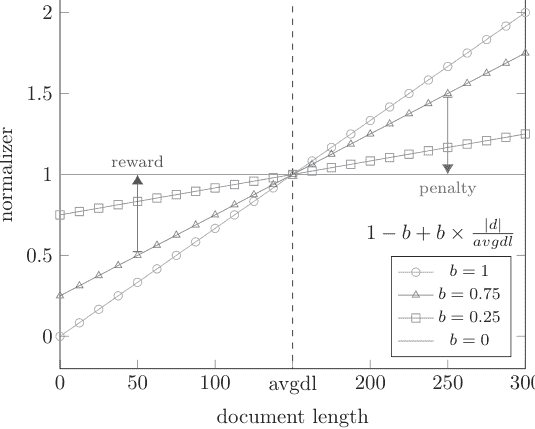 2
1.5
1
0.5
0
normalizer
reward
penalty
1 − b + b × |d| / avgdl
b = 1
b = 0.75
b = 0.25
b = 0
0 50 100 avgdl 200 250 300
document length